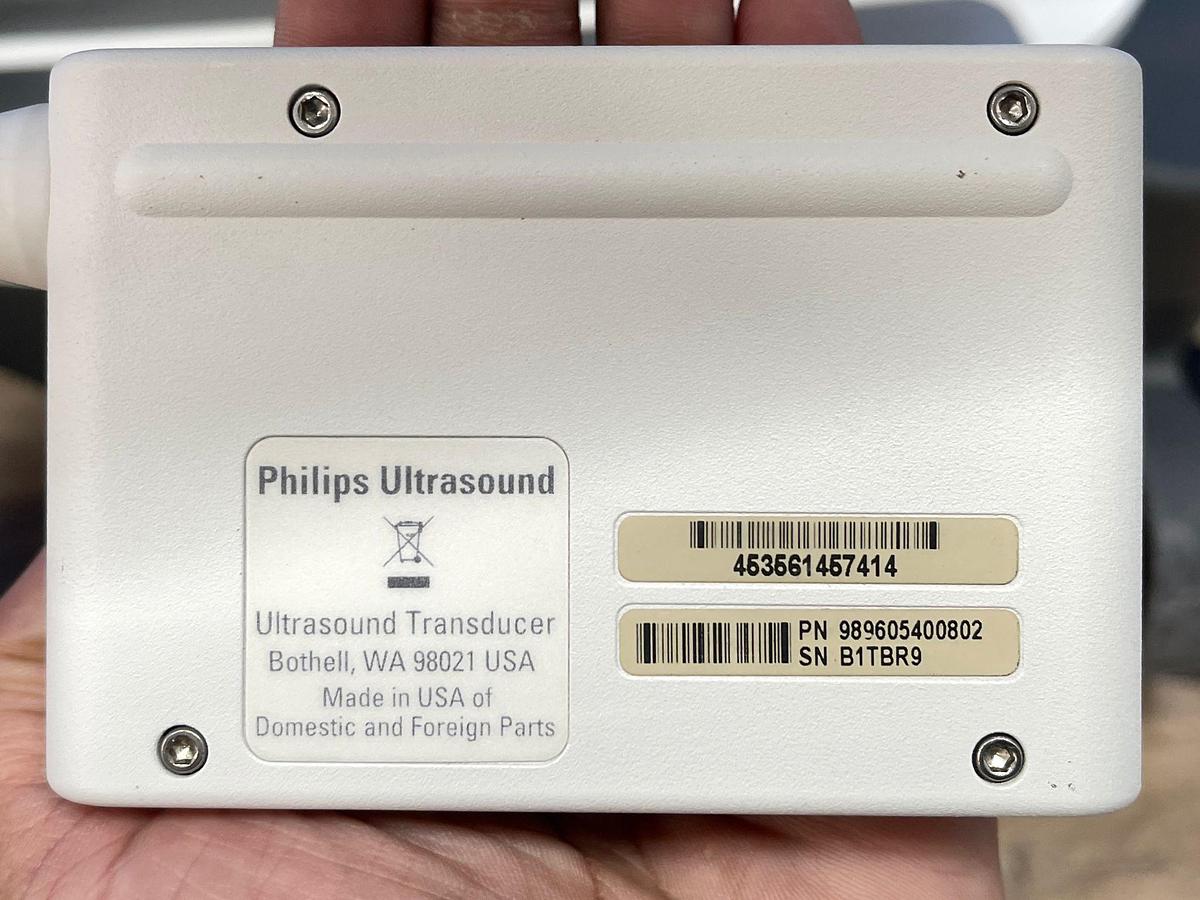 Philips Ultrasound
Ultrasound Transducer
Bothell, WA 98021 USA
Made in USA of
Domestic and Foreign Parts
453561457414
PN 989605400802
SN B1TBR9